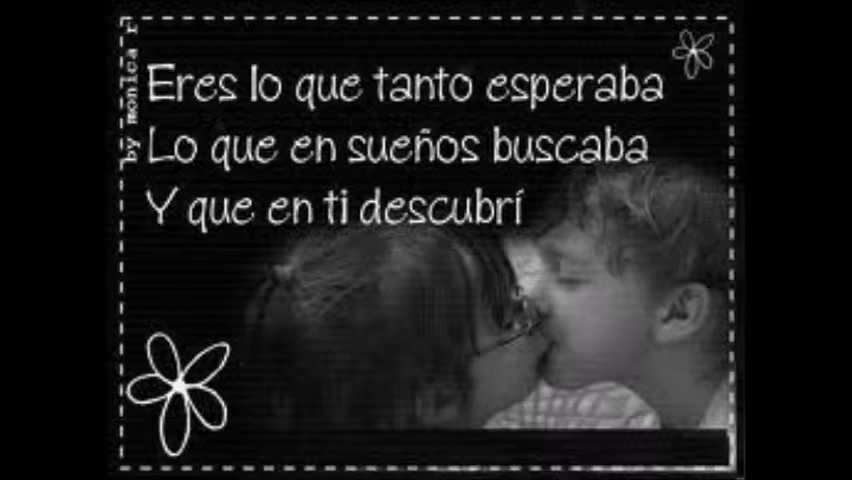 Eres lo que tanto esperaba
Lo que en sueños buscaba
Y que en ti descubrí
by monica r